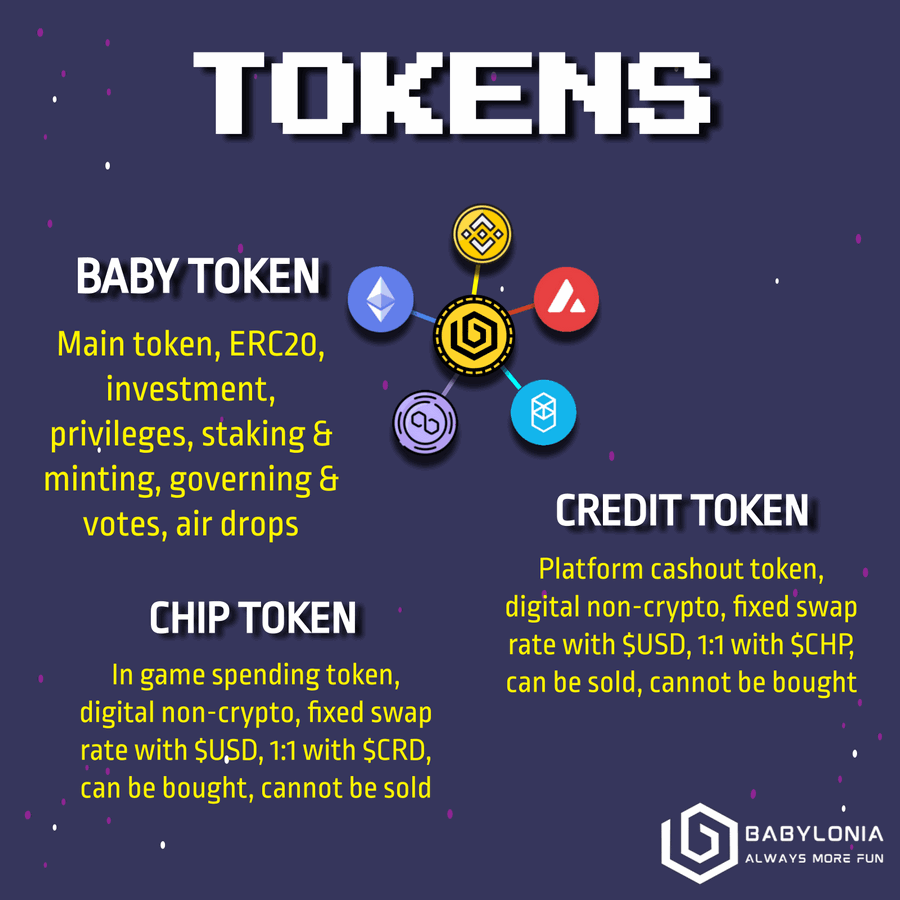 TOKENS
BABY TOKEN
Main token, ERC20,
investment,
privileges, staking &
minting, governing &
votes, air drops
CREDIT TOKEN
Platform cashout token,
digital non-crypto, fixed swap
rate with $USD, 1:1 with $CHP,
can be sold, cannot be bought
CHIP TOKEN
In game spending token,
digital non-crypto, fixed swap
rate with $USD, 1:1 with $CRD,
can be bought, cannot be sold
BABYLONIA
ALWAYS MORE FUN